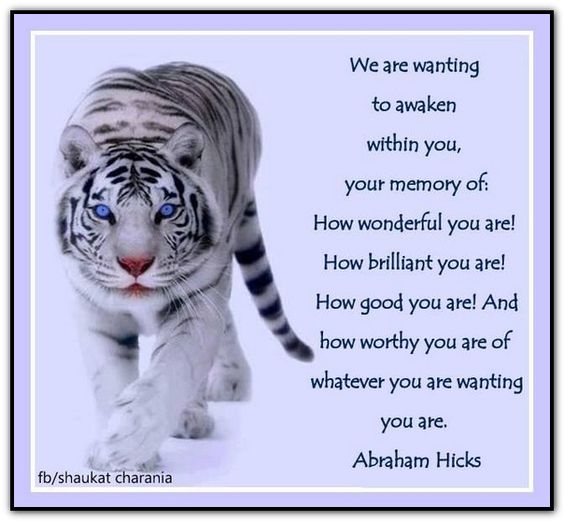 We are wanting
to awaken
within you,
your memory of:
How wonderful you are!
How brilliant you are!
How good you are! And
how worthy you are of
whatever you are wanting
you are.
Abraham Hicks
fb/shaukat charania